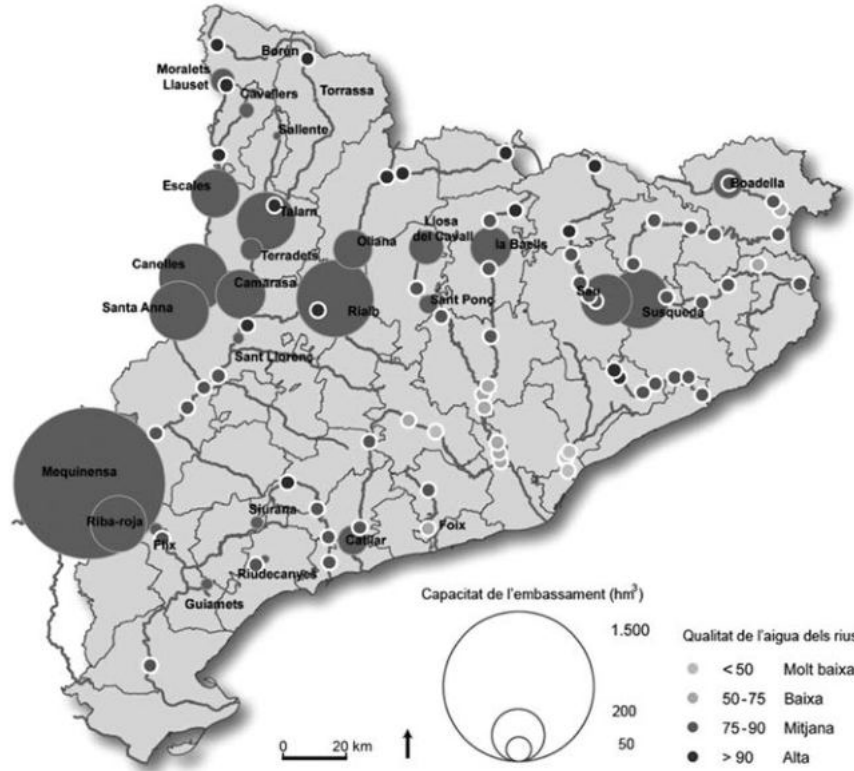 Borén
Moralets
Llauset
Torrassa
Cavallers
Sallente
Escales
Talarn
Boadella
Llosa
del Cavall
Oliana
la Baells
Terradets
Canelles
Camarasa
Santa Anna
Rialb
Sant Ponç
Sau
Susqueda
Sant Llorenç
Mequinensa
Riba-roja
Flix
Siurana
Catllar
Foix
Riudecanyes
Guiamets
Capacitat de l'embassament (hm³)
1.500
200
50
Qualitat de l'aigua dels rius
< 50 Molt baixa
50-75 Baixa
75-90 Mitjana
> 90 Alta
0 20 km